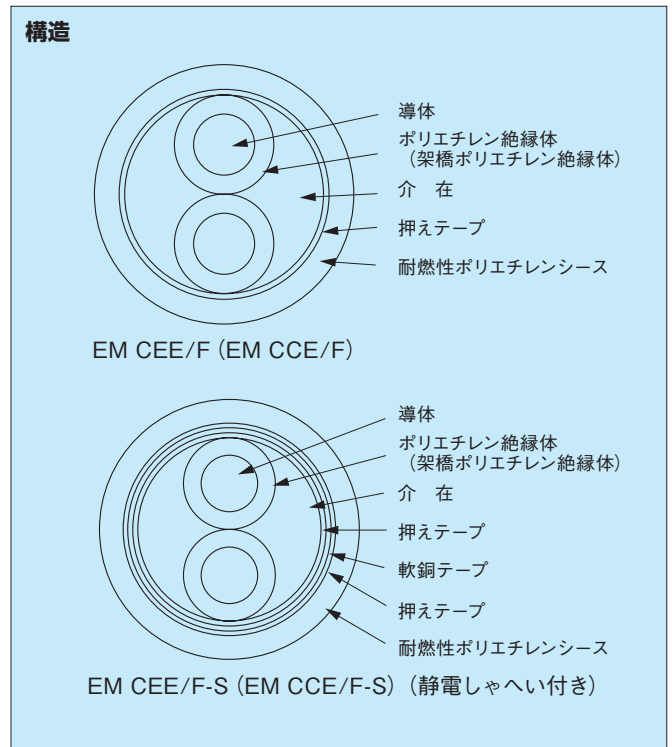 構造
導体
ポリエチレン絶縁体
（架橋ポリエチレン絶縁体）
介　在
押えテープ
耐燃性ポリエチレンシース
EM CEE/F（EM CCE/F）
導体
ポリエチレン絶縁体
（架橋ポリエチレン絶縁体）
介　在
押えテープ
軟銅テープ
押えテープ
耐燃性ポリエチレンシース
EM CEE/F-S（EM CCE/F-S）（静電しゃへい付き）